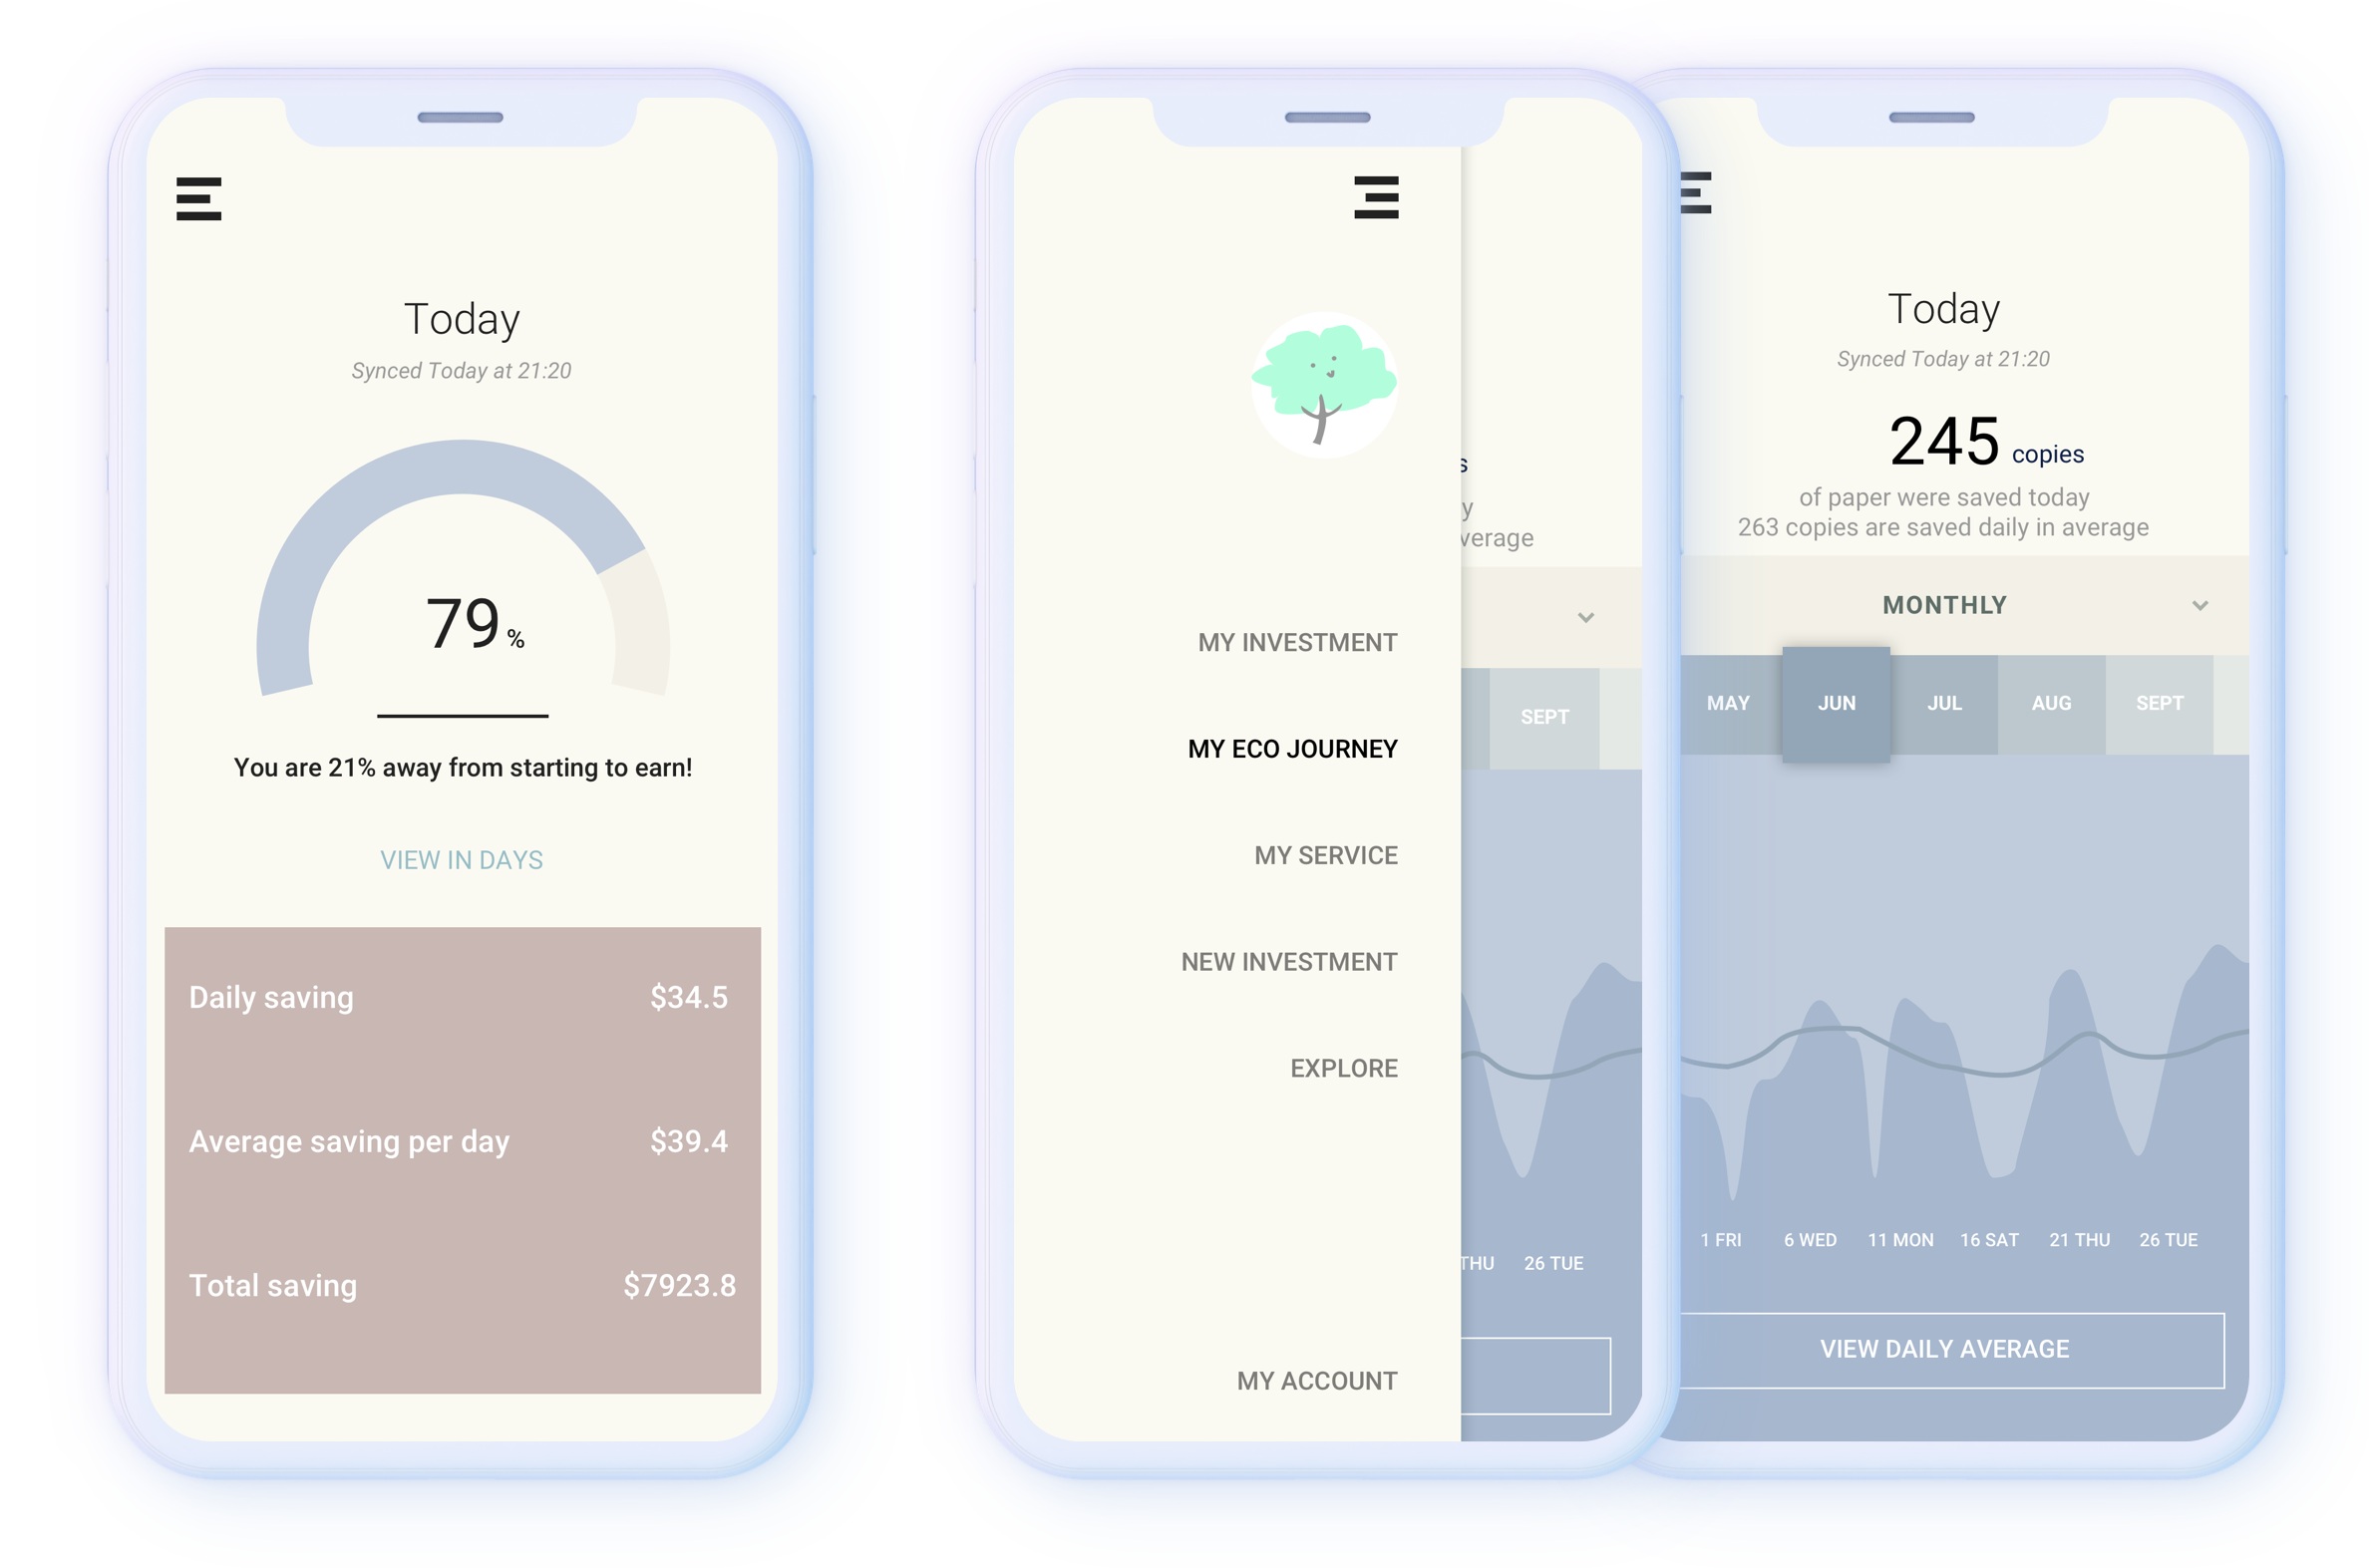 Today
Synced Today at 21:20
79 %
You are 21% away from starting to earn!
VIEW IN DAYS
Daily saving $34.5
Average saving per day $39.4
Total saving $7923.8
MY INVESTMENT
MY ECO JOURNEY
MY SERVICE
NEW INVESTMENT
EXPLORE
MY ACCOUNT
s
y
verage
SEPT
THU 26 TUE
Today
Synced Today at 21:20
245 copies
of paper were saved today
263 copies are saved daily in average
MONTHLY
MAY JUN JUL AUG SEPT
1 FRI 6 WED 11 MON 16 SAT 21 THU 26 TUE
VIEW DAILY AVERAGE